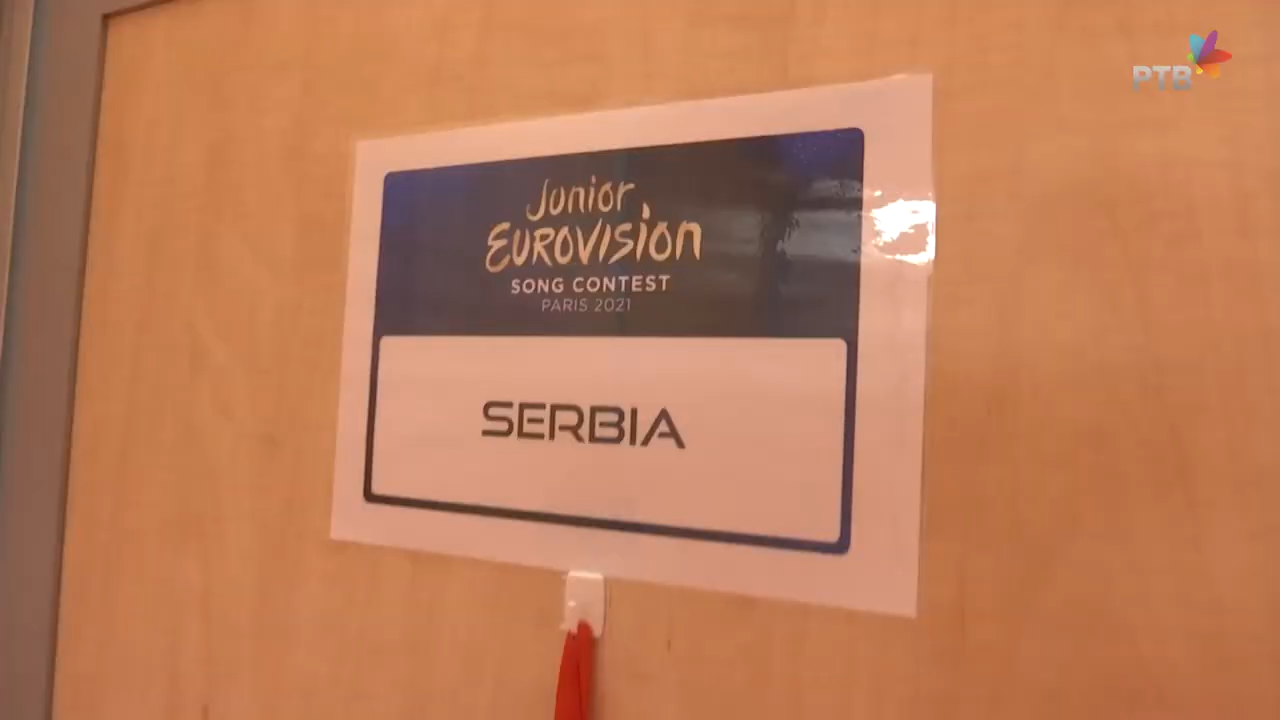 РТВ
Junior
EUROVISION
SONG CONTEST
PARIS 2021
SERBIA